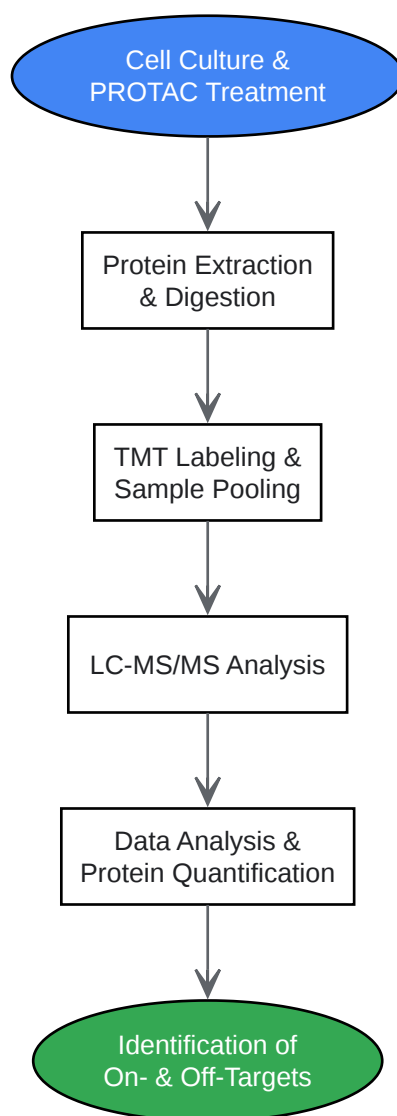 Cell Culture &
PROTAC Treatment
Protein Extraction
& Digestion
TMT Labeling &
Sample Pooling
LC-MS/MS Analysis
Data Analysis &
Protein Quantification
Identification of
On- & Off-Targets